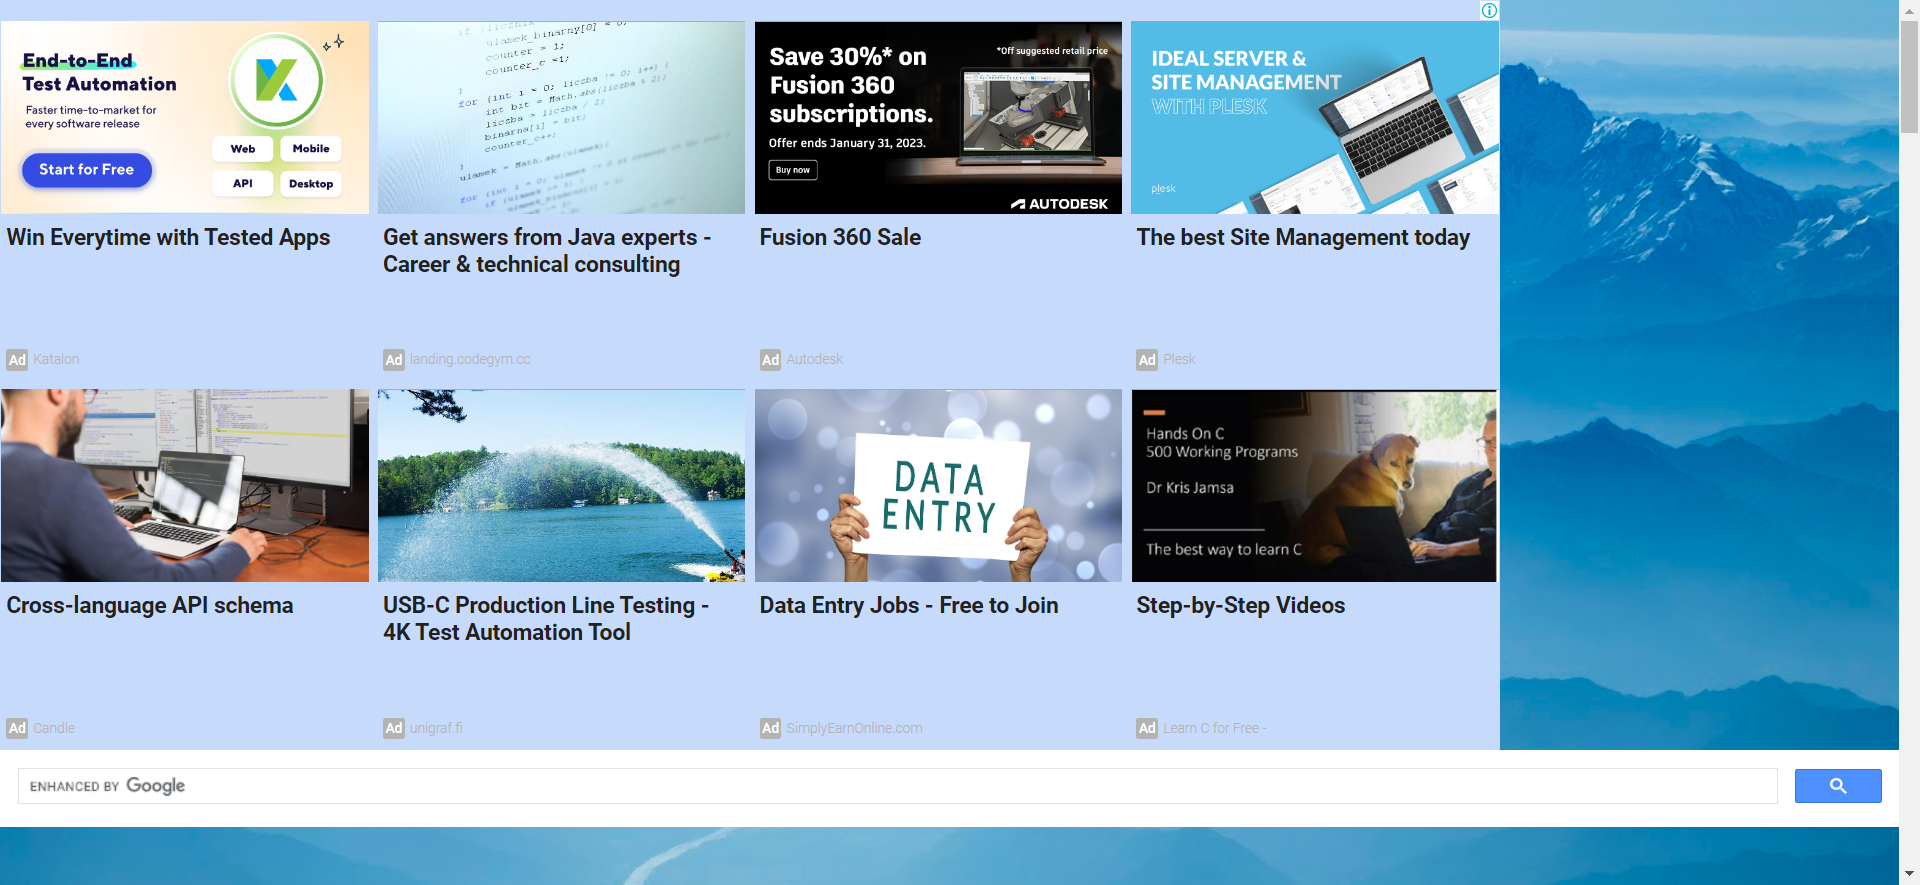 End-to-End
Test Automation
Faster time-to-market for
every software release
Start for Free
Web
Mobile
API
Desktop
Win Everytime with Tested Apps
Ad Katalon
counter = 1;
counter_c =1;
Get answers from Java experts -
Career & technical consulting
Ad landing.codegym.cc
Save 30%* on
Fusion 360
subscriptions.
*Off suggested retail price
Offer ends January 31, 2023.
Buy now
AUTODESK
Fusion 360 Sale
Ad Autodesk
IDEAL SERVER &
SITE MANAGEMENT
WITH PLESK
plesk
The best Site Management today
Ad Plesk
Cross-language API schema
Ad Candle
USB-C Production Line Testing -
4K Test Automation Tool
Ad unigraf.fi
DATA
ENTRY
Data Entry Jobs - Free to Join
Ad SimplyEarnOnline.com
Hands On C
500 Working Programs
Dr Kris Jamsa
The best way to learn C
Step-by-Step Videos
Ad Learn C for Free -
ENHANCED BY Google